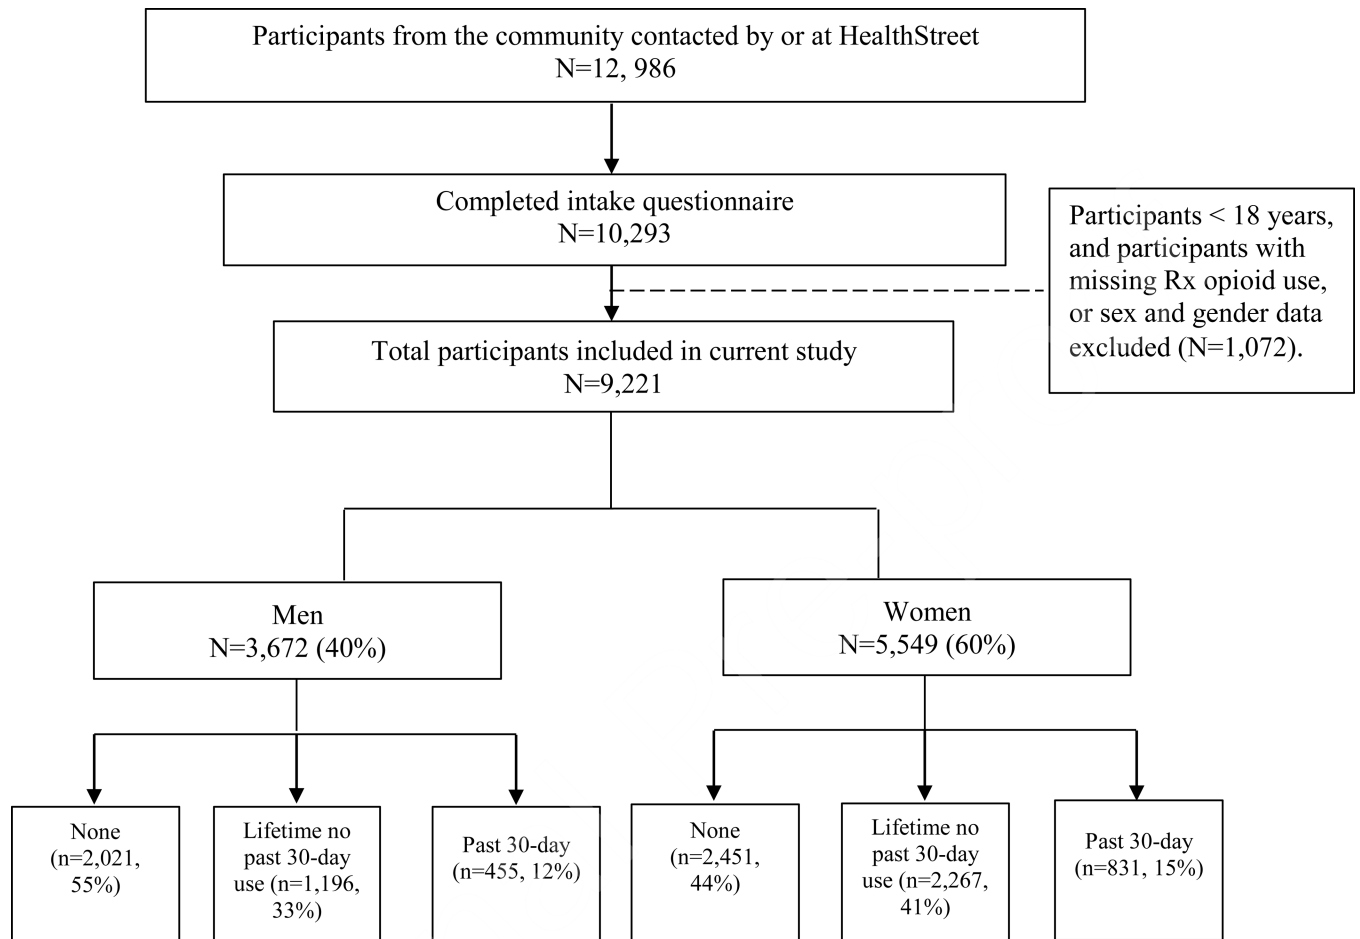 Participants from the community contacted by or at HealthStreet
N=12, 986
Completed intake questionnaire
N=10,293
Participants < 18 years,
and participants with
missing Rx opioid use,
or sex and gender data
excluded (N=1,072).
Total participants included in current study
N=9,221
Men
N=3,672 (40%)
Women
N=5,549 (60%)
None
(n=2,021,
55%)
Lifetime no
past 30-day
use (n=1,196,
33%)
Past 30-day
(n=455, 12%)
None
(n=2,451,
44%)
Lifetime no
past 30-day
use (n=2,267,
41%)
Past 30-day
(n=831, 15%)